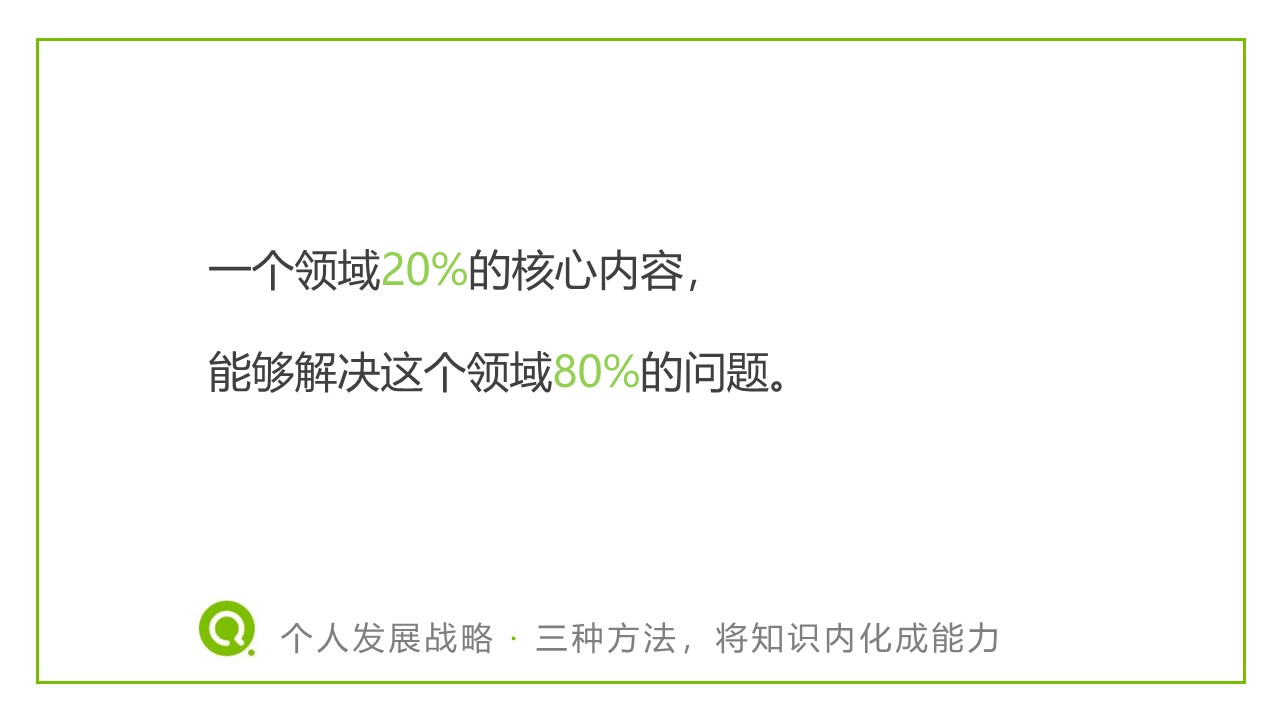 一个领域20%的核心内容，
能够解决这个领域80%的问题。
个人发展战略 · 三种方法，将知识内化成能力